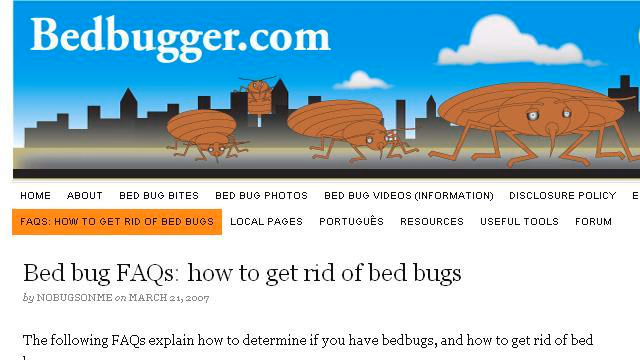 Bedbugger.com
HOME ABOUT BED BUG BITES BED BUG PHOTOS BED BUG VIDEOS (INFORMATION) DISCLOSURE POLICY E
FAQS: HOW TO GET RID OF BED BUGS LOCAL PAGES PORTUGUÊS RESOURCES USEFUL TOOLS FORUM
Bed bug FAQs: how to get rid of bed bugs
by NOBUGSONME on MARCH 21, 2007
The following FAQs explain how to determine if you have bedbugs, and how to get rid of bed